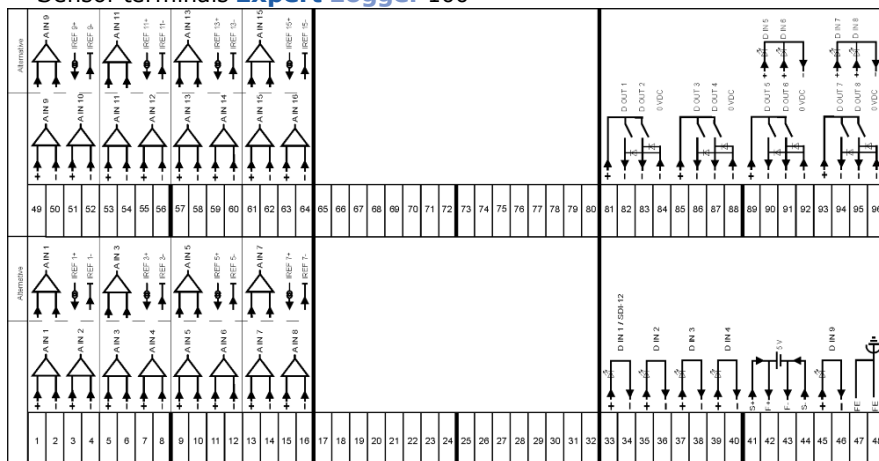 Sensor terminals Expert Logger 100
Alternative
A IN 9
IREF 9+
IREF 9-
A IN 11
IREF 11+
IREF 11-
A IN 13
IREF 13+
IREF 13-
A IN 15
IREF 15+
IREF 15-
D IN 5
D IN 6
D IN 7
D IN 8
A IN 9
A IN 10
A IN 11
A IN 12
A IN 13
A IN 14
A IN 15
A IN 16
D OUT 1
D OUT 2
0 VDC
D OUT 3
D OUT 4
0 VDC
D OUT 5
D OUT 6
0 VDC
D OUT 7
D OUT 8
0 VDC
+ − + − + − + − + − + − + − + −
49 50 51 52 53 54 55 56 57 58 59 60 61 62 63 64 65 66 67 68 69 70 71 72 73 74 75 76 77 78 79 80 81 82 83 84 85 86 87 88 89 90 91 92 93 94 95 96
Alternative
A IN 1
IREF 1+
IREF 1-
A IN 3
IREF 3+
IREF 3-
A IN 5
IREF 5+
IREF 5-
A IN 7
IREF 7+
IREF 7-
A IN 1
A IN 2
A IN 3
A IN 4
A IN 5
A IN 6
A IN 7
A IN 8
D IN 1 / SDI-12
D IN 2
D IN 3
D IN 4
5 V
D IN 9
+ − + − + − + − + − + − + − + −
+ − + − + − + − S+ F+ F- S- + − FE FE
1 2 3 4 5 6 7 8 9 10 11 12 13 14 15 16 17 18 19 20 21 22 23 24 25 26 27 28 29 30 31 32 33 34 35 36 37 38 39 40 41 42 43 44 45 46 47 48